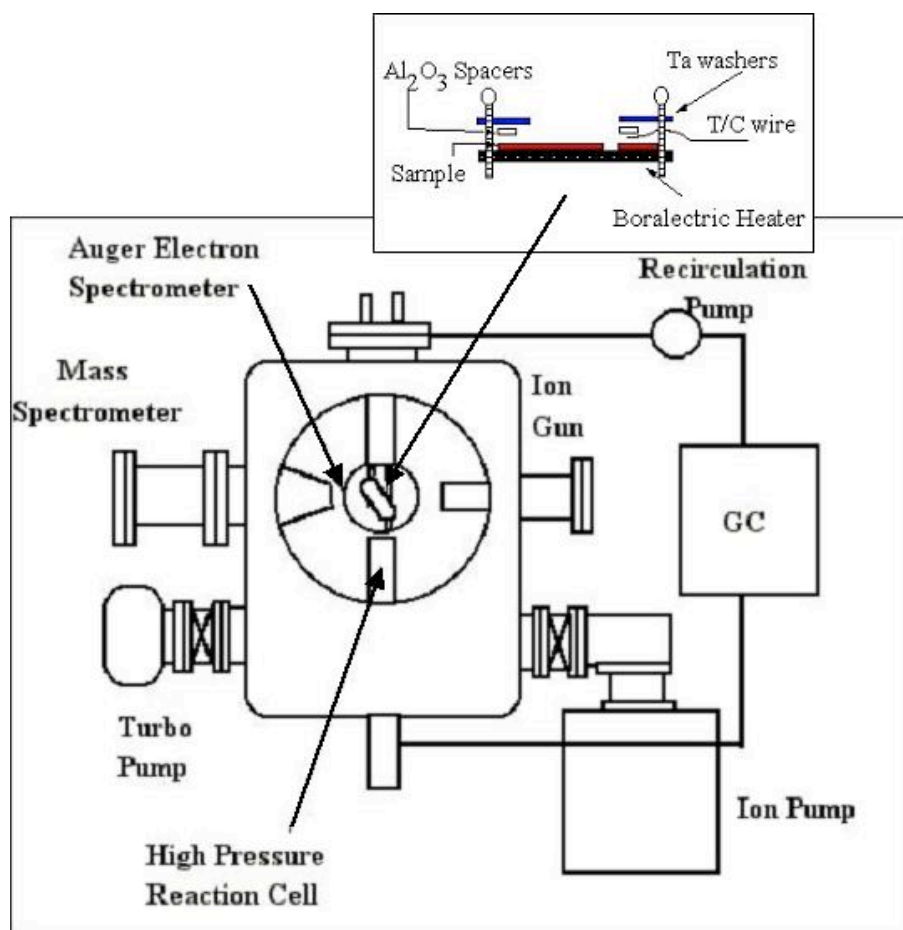 Al2O3 Spacers
Ta washers
T/C wire
Sample
Boralectric Heater
Auger Electron
Spectrometer
Recirculation
Pump
Mass
Spectrometer
Ion
Gun
GC
Turbo
Pump
Ion Pump
High Pressure
Reaction Cell